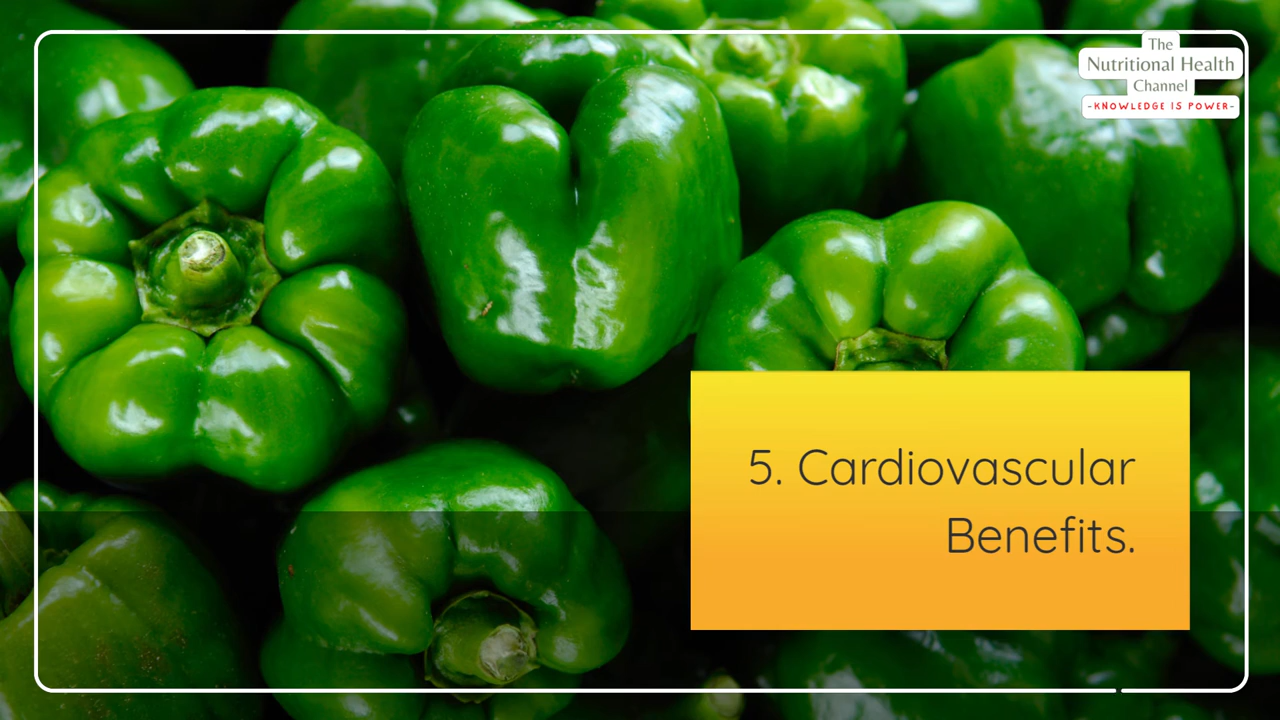 The
Nutritional Health
Channel
-KNOWLEDGE IS POWER-
5. Cardiovascular
Benefits.